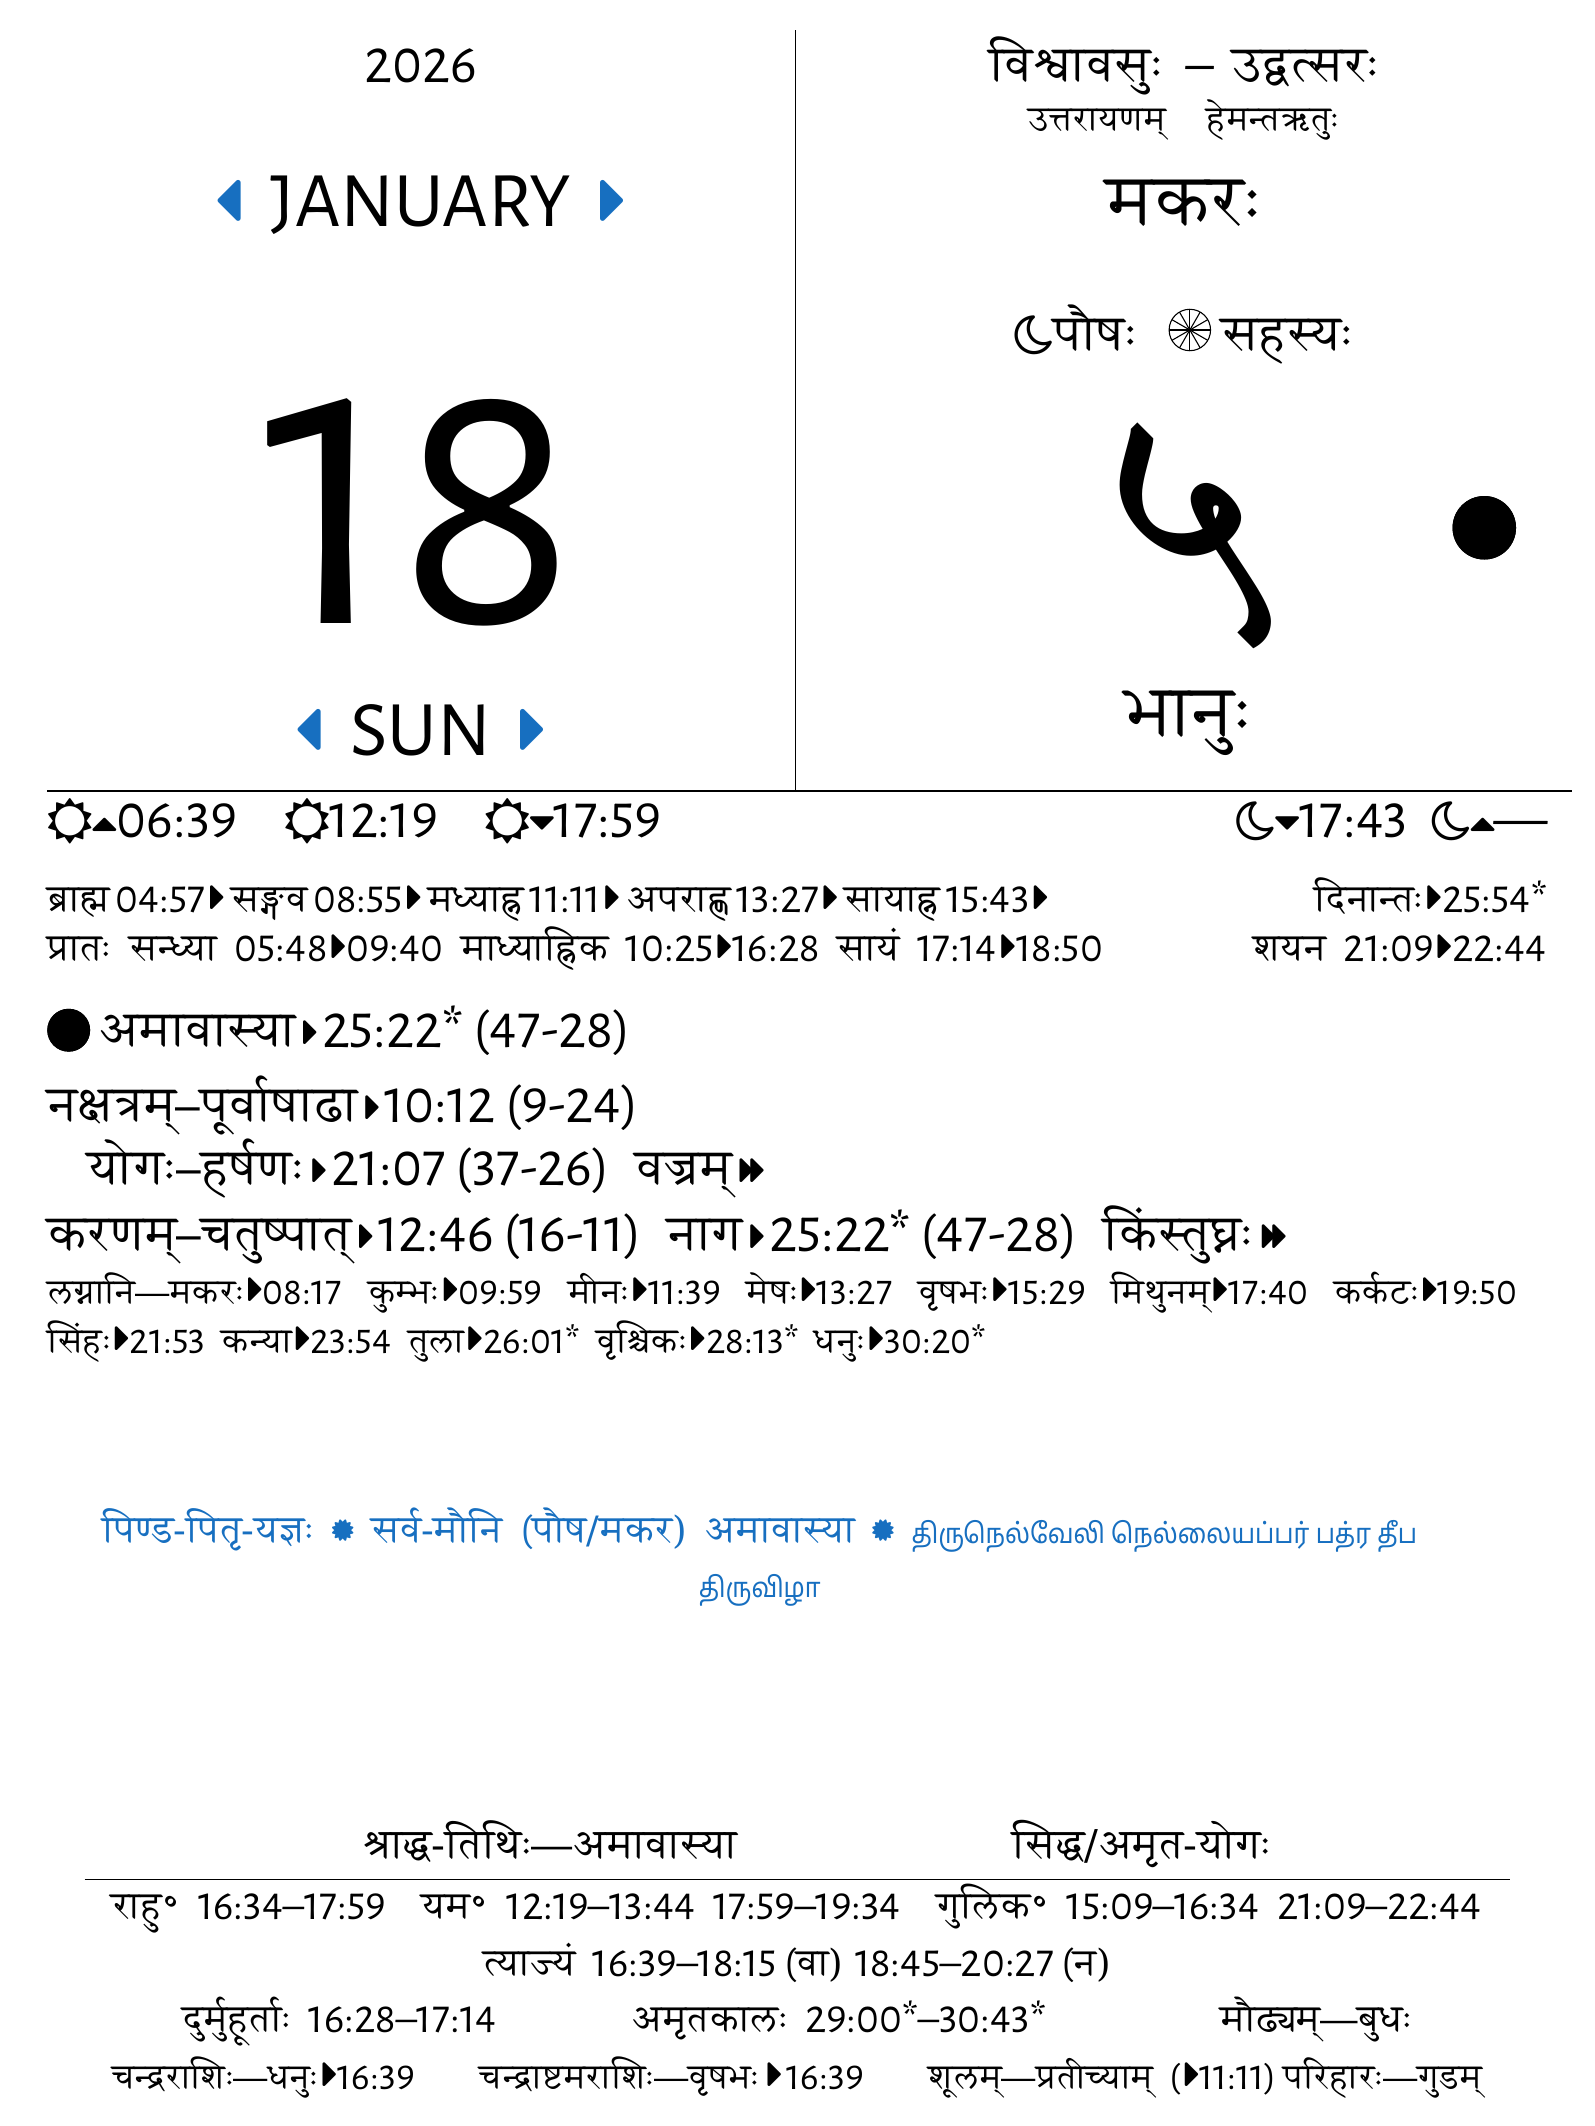 2026
JANUARY
18
SUN
विश्वावसुः – उद्वत्सरः
उत्तरायणम् हेमन्तऋतुः
मकरः
पौषः सहस्यः
५
भानुः
06:39 12:19 17:59 17:43 —
ब्राह्म 04:57 सङ्गव 08:55 मध्याह्न 11:11 अपराह्ण 13:27 सायाह्न 15:43 दिनान्तः 25:54*
प्रातः सन्ध्या 05:48 09:40 माध्याह्निक 10:25 16:28 सायं 17:14 18:50 शयन 21:09 22:44
अमावास्या 25:22* (47-28)
नक्षत्रम्–पूर्वाषाढा 10:12 (9-24)
योगः–हर्षणः 21:07 (37-26) वज्रम्
करणम्–चतुष्पात् 12:46 (16-11) नाग 25:22* (47-28) किंस्तुघ्नः
लग्नानि—मकरः 08:17 कुम्भः 09:59 मीनः 11:39 मेषः 13:27 वृषभः 15:29 मिथुनम् 17:40 कर्कटः 19:50
सिंहः 21:53 कन्या 23:54 तुला 26:01* वृश्चिकः 28:13* धनुः 30:20*
पिण्ड-पितृ-यज्ञः ✹ सर्व-मौनि (पौष/मकर) अमावास्या ✹ திருநெல்வேலி நெல்லையப்பர் பத்ர தீப
திருவிழா
श्राद्ध-तिथिः—अमावास्या सिद्ध/अमृत-योगः
राहु॰ 16:34–17:59 यम॰ 12:19–13:44 17:59–19:34 गुलिक॰ 15:09–16:34 21:09–22:44
त्याज्यं 16:39–18:15 (वा) 18:45–20:27 (न)
दुर्मुहूर्ताः 16:28–17:14 अमृतकालः 29:00*–30:43* मौढ्यम्—बुधः
चन्द्रराशिः—धनुः 16:39 चन्द्राष्टमराशिः—वृषभः 16:39 शूलम्—प्रतीच्याम् ( 11:11) परिहारः—गुडम्